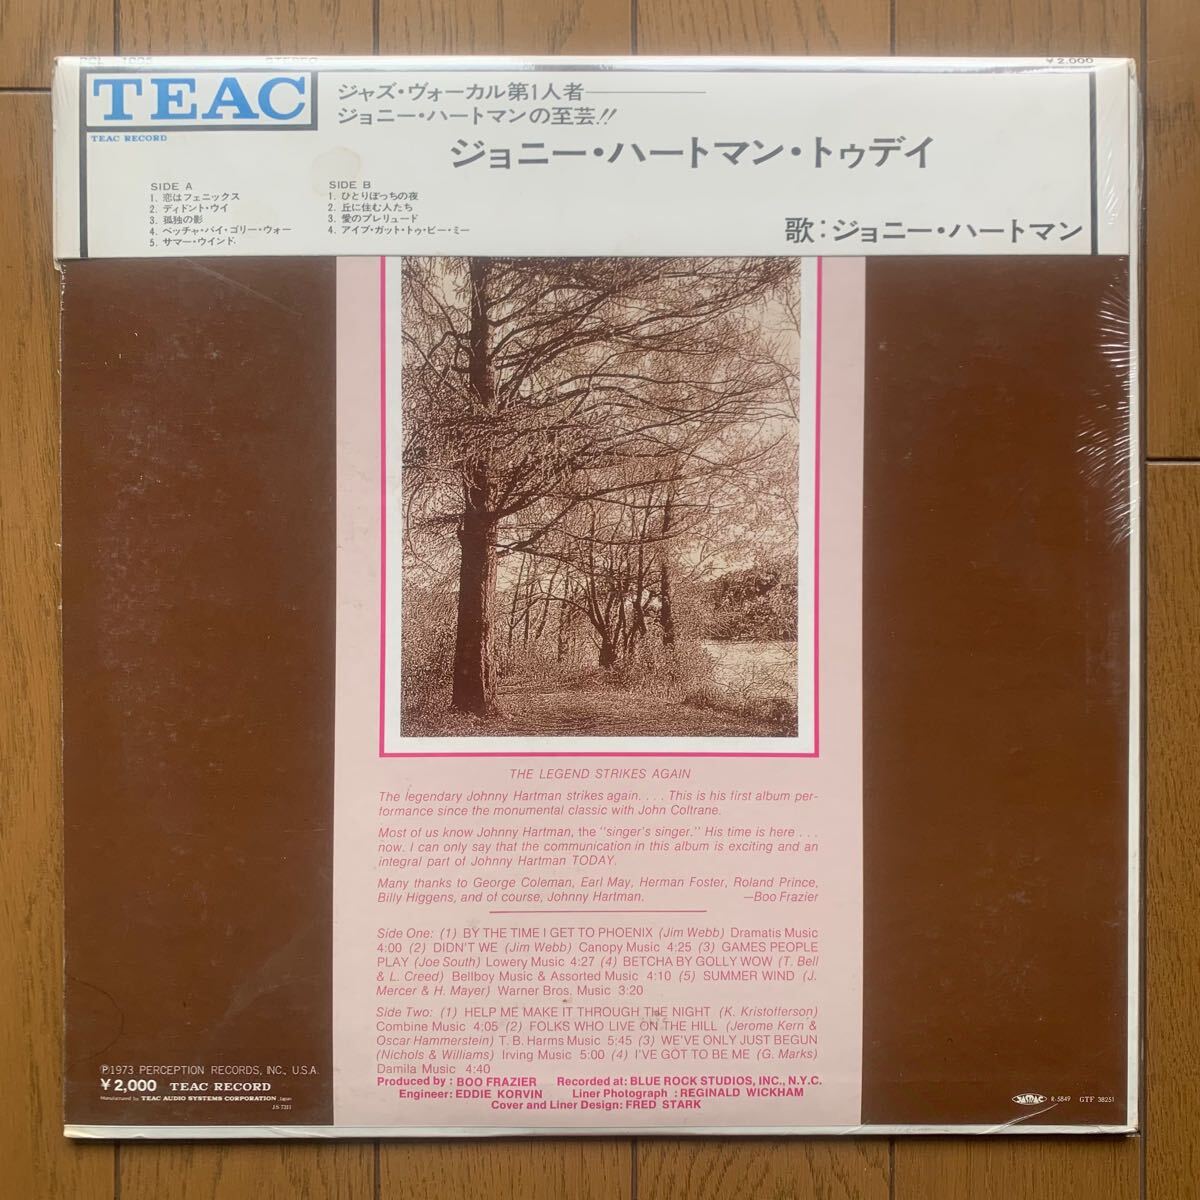 STEREO
¥2,000
TEAC
TEAC RECORD
ジャズ・ヴォーカル第1人者――――
ジョニー・ハートマンの至芸!!
ジョニー・ハートマン・トゥデイ
SIDE A
1. 恋はフェニックス
2. ディドント・ウイ
3. 孤独の影
4. ベッチャ・バイ・ゴリー・ウォー
5. サマー・ウインド
SIDE B
1. ひとりぼっちの夜
2. 丘に住む人たち
3. 愛のプレリュード
4. アイブ・ガット・トゥ・ビー・ミー
歌:ジョニー・ハートマン
THE LEGEND STRIKES AGAIN
The legendary Johnny Hartman strikes again. . . . This is his first album per-
formance since the monumental classic with John Coltrane.
Most of us know Johnny Hartman, the "singer's singer." His time is here . . .
now. I can only say that the communication in this album is exciting and an
integral part of Johnny Hartman TODAY.
Many thanks to George Coleman, Earl May, Herman Foster, Roland Prince,
Billy Higgens, and of course, Johnny Hartman. —Boo Frazier
Side One: (1) BY THE TIME I GET TO PHOENIX (Jim Webb) Dramatis Music
4:00 (2) DIDN'T WE (Jim Webb) Canopy Music 4:25 (3) GAMES PEOPLE
PLAY (Joe South) Lowery Music 4:27 (4) BETCHA BY GOLLY WOW (T. Bell
& L. Creed) Bellboy Music & Assorted Music 4:10 (5) SUMMER WIND (J.
Mercer & H. Mayer) Warner Bros. Music 3:20
Side Two: (1) HELP ME MAKE IT THROUGH THE NIGHT (K. Kristofferson)
Combine Music 4:05 (2) FOLKS WHO LIVE ON THE HILL (Jerome Kern &
Oscar Hammerstein) T. B. Harms Music 5:45 (3) WE'VE ONLY JUST BEGUN
(Nichols & Williams) Irving Music 5:00 (4) I'VE GOT TO BE ME (G. Marks)
Damila Music 4:40
Produced by: BOO FRAZIER Recorded at: BLUE ROCK STUDIOS, INC., N.Y.C.
Engineer: EDDIE KORVIN Liner Photograph : REGINALD WICKHAM
Cover and Liner Design: FRED STARK
℗1973 PERCEPTION RECORDS, INC., U.S.A.
¥2,000 TEAC RECORD
Manufactured by TEAC AUDIO SYSTEMS CORPORATION, Japan
JASRAC R-5849 GTF 38251